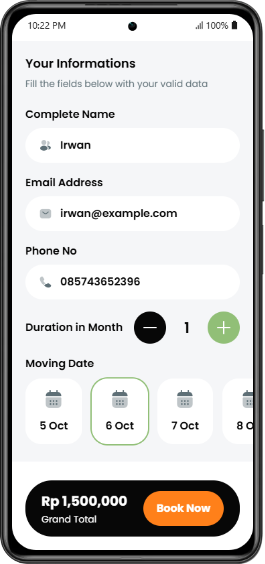 10:22 PM 100%
Your Informations
Fill the fields below with your valid data
Complete Name
Irwan
Email Address
irwan@example.com
Phone No
085743652396
Duration in Month 1
Moving Date
5 Oct 6 Oct 7 Oct 8 O
Rp 1,500,000
Grand Total
Book Now